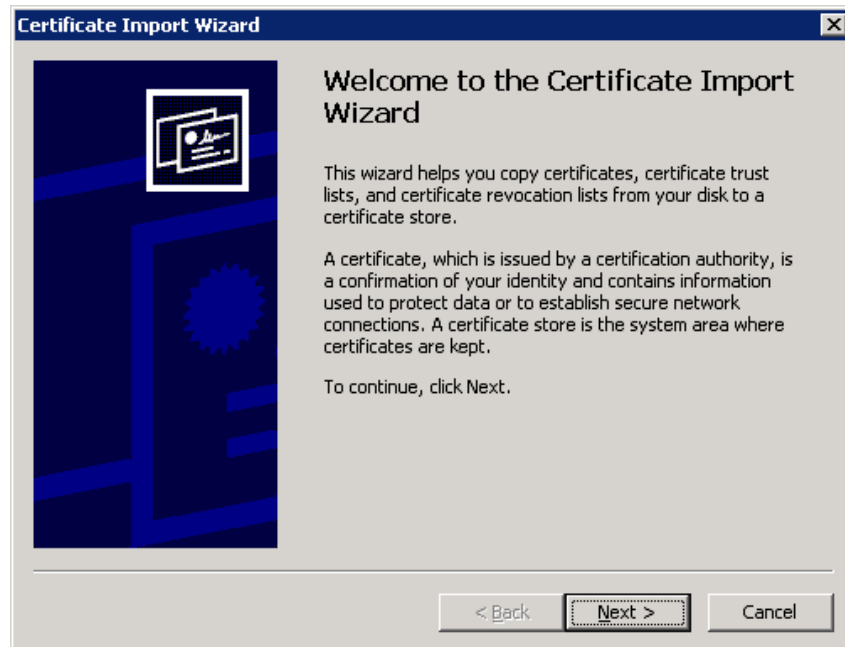 Certificate Import Wizard
Welcome to the Certificate Import
Wizard
This wizard helps you copy certificates, certificate trust
lists, and certificate revocation lists from your disk to a
certificate store.
A certificate, which is issued by a certification authority, is
a confirmation of your identity and contains information
used to protect data or to establish secure network
connections. A certificate store is the system area where
certificates are kept.
To continue, click Next.
< Back
Next >
Cancel